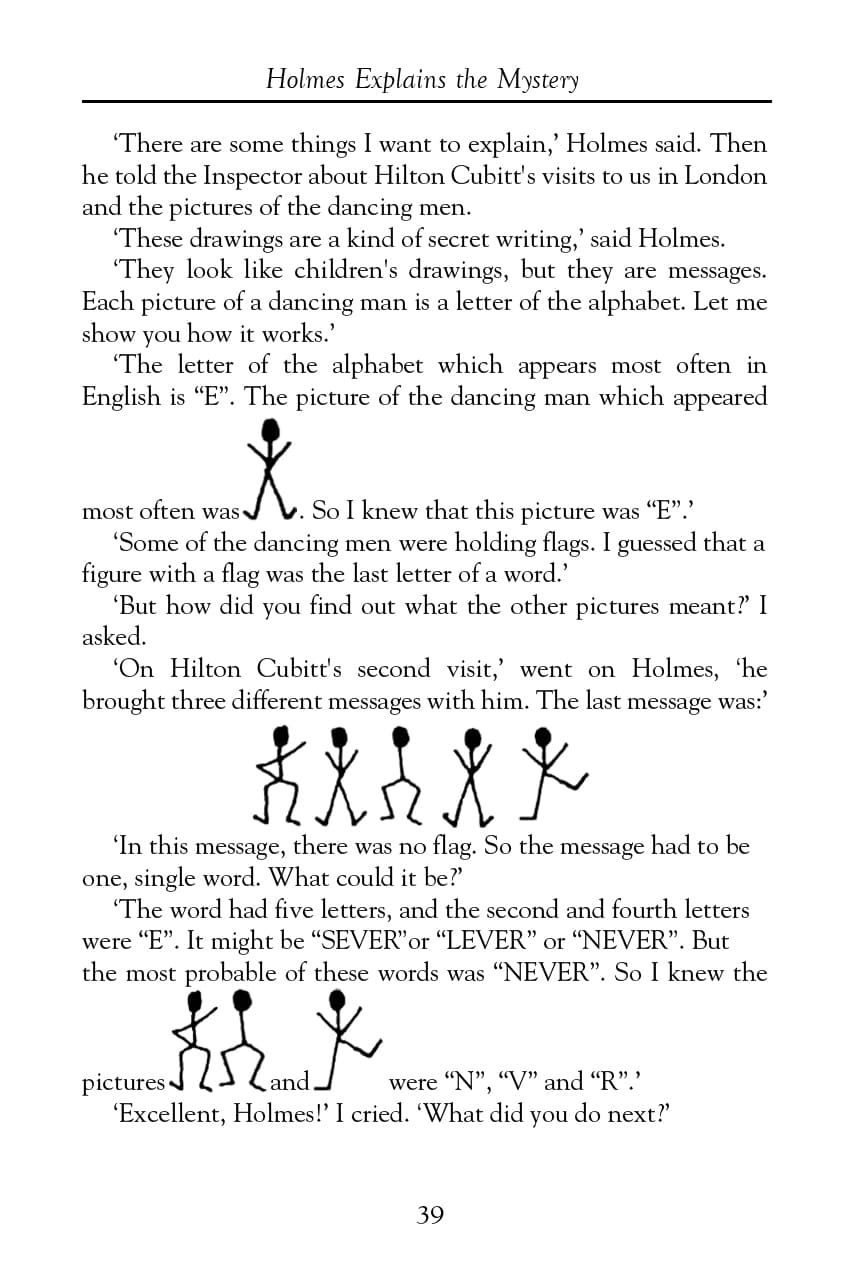 Holmes Explains the Mystery
‘There are some things I want to explain,’ Holmes said. Then
he told the Inspector about Hilton Cubitt's visits to us in London
and the pictures of the dancing men.
‘These drawings are a kind of secret writing,’ said Holmes.
‘They look like children's drawings, but they are messages.
Each picture of a dancing man is a letter of the alphabet. Let me
show you how it works.’
‘The letter of the alphabet which appears most often in
English is “E”. The picture of the dancing man which appeared
most often was . So I knew that this picture was “E”.’
‘Some of the dancing men were holding flags. I guessed that a
figure with a flag was the last letter of a word.’
‘But how did you find out what the other pictures meant?’ I
asked.
‘On Hilton Cubitt's second visit,’ went on Holmes, ‘he
brought three different messages with him. The last message was:’
‘In this message, there was no flag. So the message had to be
one, single word. What could it be?’
‘The word had five letters, and the second and fourth letters
were “E”. It might be “SEVER”or “LEVER” or “NEVER”. But
the most probable of these words was “NEVER”. So I knew the
pictures and were “N”, “V” and “R”.’
‘Excellent, Holmes!’ I cried. ‘What did you do next?’
39